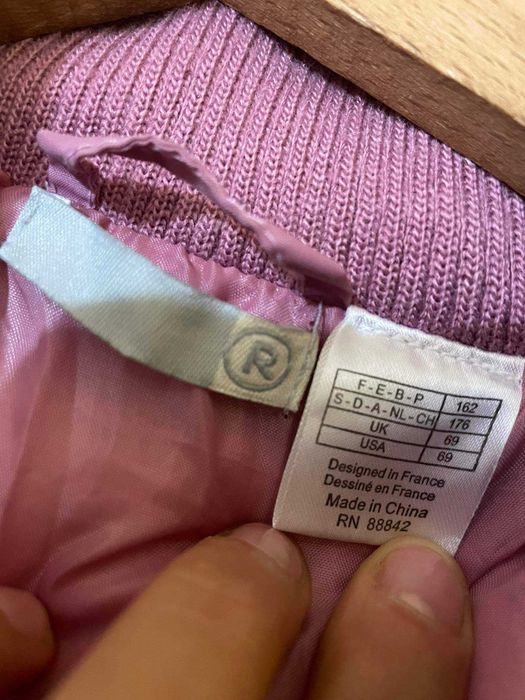 R
F-E-B-P 162
S-D-A-NL-CH 176
UK 69
USA 69
Designed in France
Dessiné en France
Made in China
RN 88842